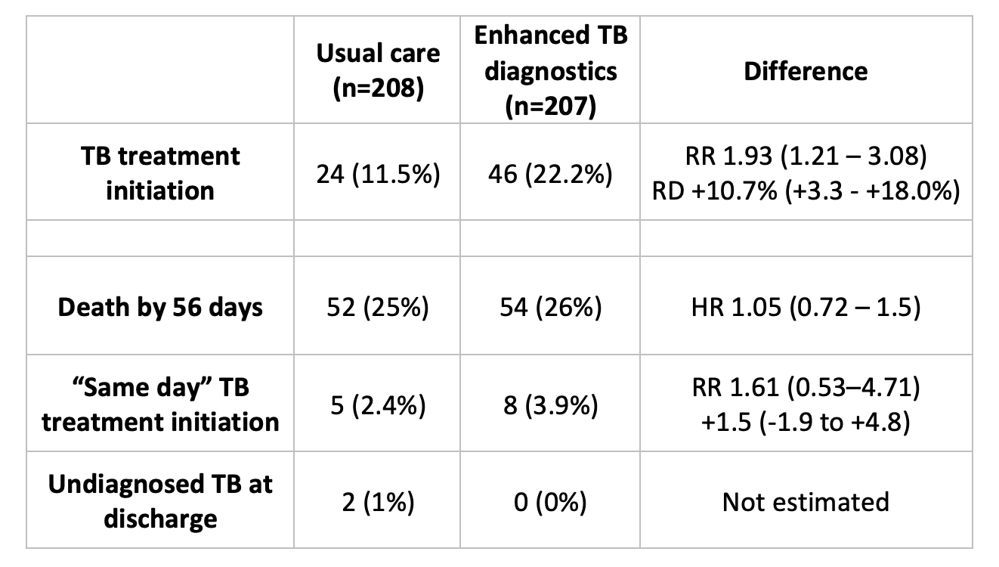 Usual care
(n=208)
Enhanced TB
diagnostics
(n=207)
Difference
TB treatment
initiation
24 (11.5%)
46 (22.2%)
RR 1.93 (1.21 – 3.08)
RD +10.7% (+3.3 - +18.0%)
Death by 56 days
52 (25%)
54 (26%)
HR 1.05 (0.72 – 1.5)
“Same day” TB
treatment initiation
5 (2.4%)
8 (3.9%)
RR 1.61 (0.53–4.71)
+1.5 (-1.9 to +4.8)
Undiagnosed TB at
discharge
2 (1%)
0 (0%)
Not estimated